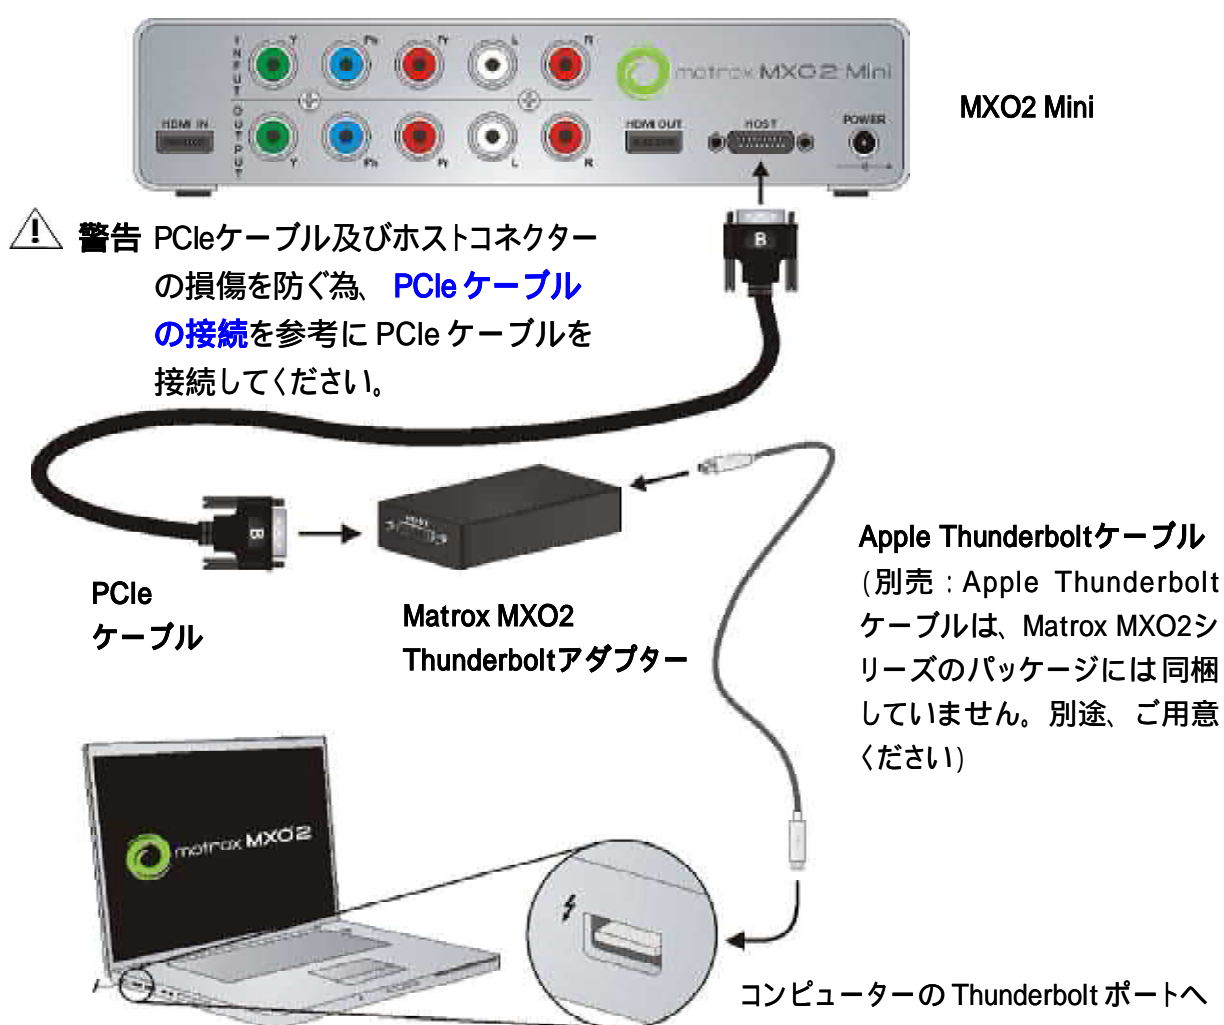 INPUT
Y
Pb
Pr
L
R
matrox MXO2 Mini
HDMI IN
OUTPUT
Y
Pb
Pr
L
R
HDMI OUT
HOST
POWER
MXO2 Mini
B
警告 PCIeケーブル及びホストコネクター
の損傷を防ぐ為、 PCIe ケーブル
の接続を参考に PCIe ケーブルを
接続してください。
HOST
B
PCIe
ケーブル
Matrox MXO2
Thunderboltアダプター
Apple Thunderboltケーブル
(別売 : Apple Thunderbolt
ケーブルは、Matrox MXO2シ
リーズのパッケージには 同梱
していません。別途、ご用意
ください)
matrox MXO2
コンピューターの Thunderbolt ポートへ